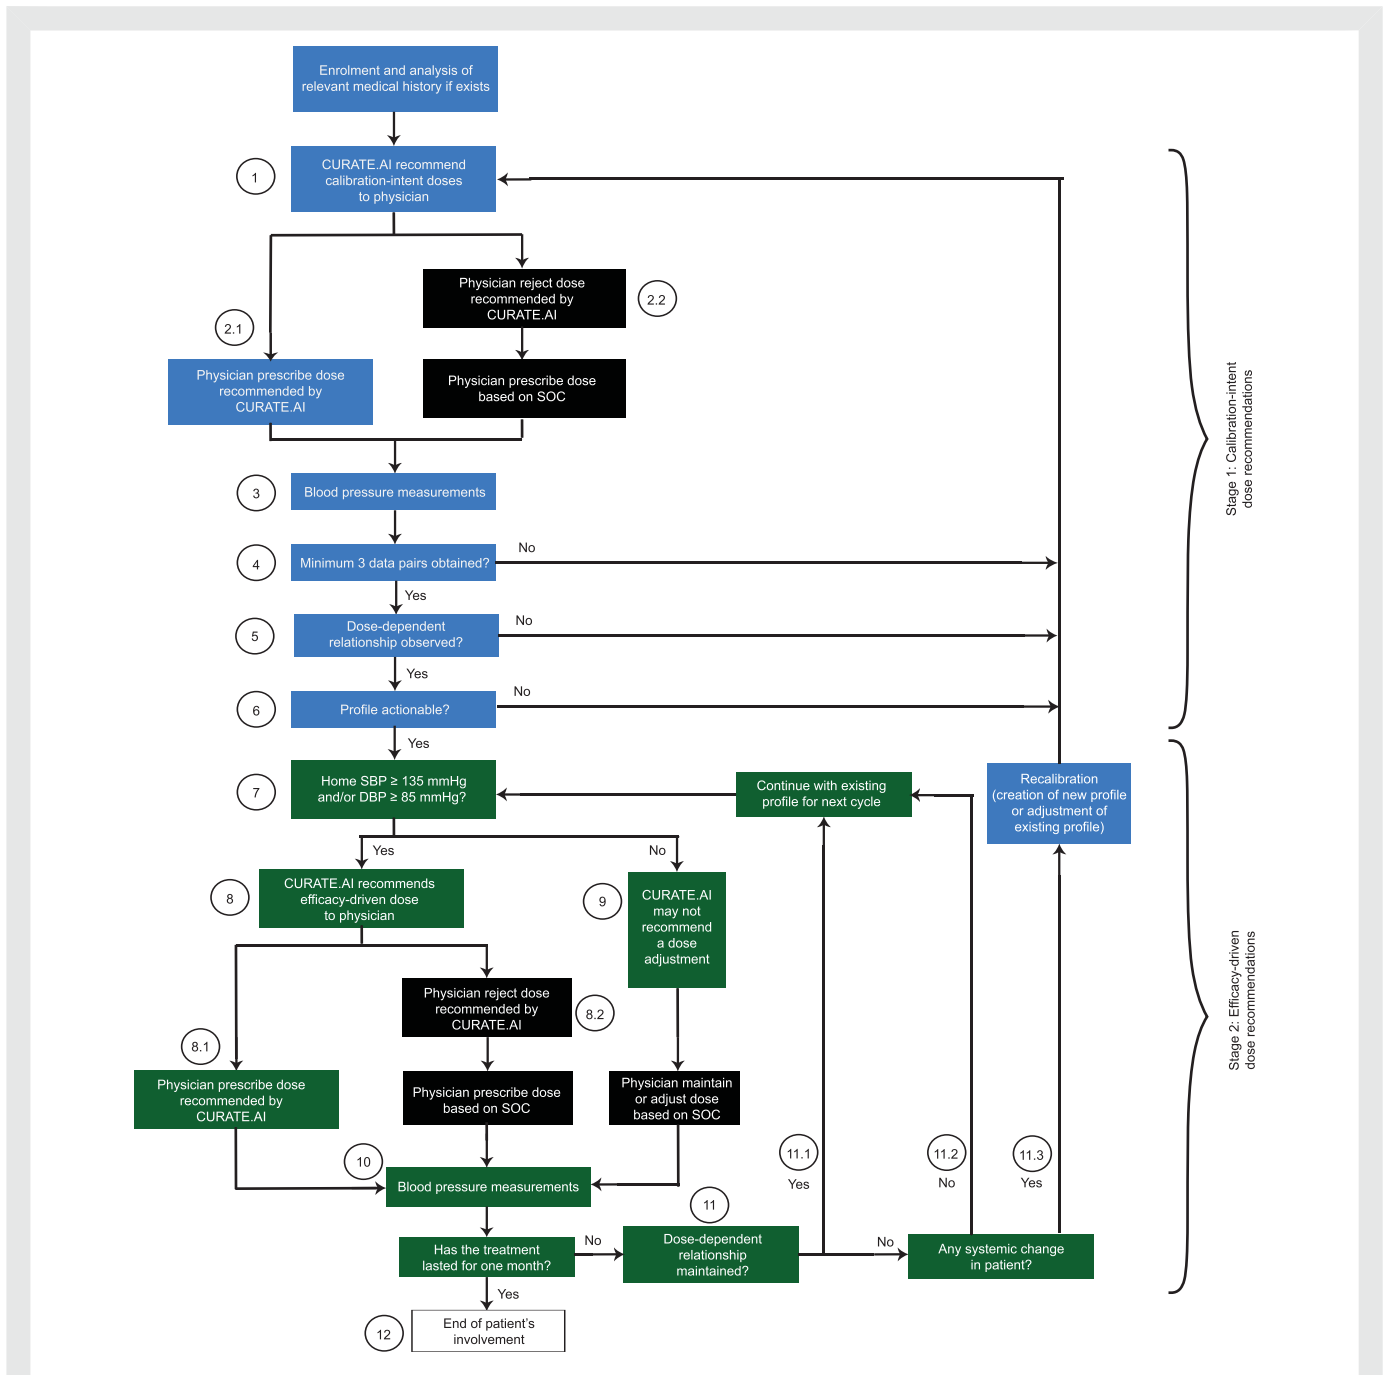 Enrolment and analysis of
relevant medical history if exists
1
CURATE.AI recommend
calibration-intent doses
to physician
2.1
Physician prescribe dose
recommended by
CURATE.AI
Physician reject dose
recommended by
CURATE.AI
2.2
Physician prescribe dose
based on SOC
3
Blood pressure measurements
4
Minimum 3 data pairs obtained?
No
Yes
5
Dose-dependent
relationship observed?
No
Yes
6
Profile actionable?
No
Yes
Stage 1: Calibration-intent
dose recommendations
7
Home SBP ≥ 135 mmHg
and/or DBP ≥ 85 mmHg?
Continue with existing
profile for next cycle
Recalibration
(creation of new profile
or adjustment of
existing profile)
Yes
No
8
CURATE.AI recommends
efficacy-driven dose
to physician
9
CURATE.AI
may not
recommend
a dose
adjustment
8.1
Physician prescribe dose
recommended by
CURATE.AI
Physician reject dose
recommended by
CURATE.AI
8.2
Physician prescribe dose
based on SOC
Physician maintain
or adjust dose
based on SOC
Stage 2: Efficacy-driven
dose recommendations
10
Blood pressure measurements
11.1
Yes
11.2
No
11.3
Yes
Has the treatment
lasted for one month?
No
11
Dose-dependent
relationship
maintained?
No
Any systemic change
in patient?
Yes
12
End of patient's
involvement